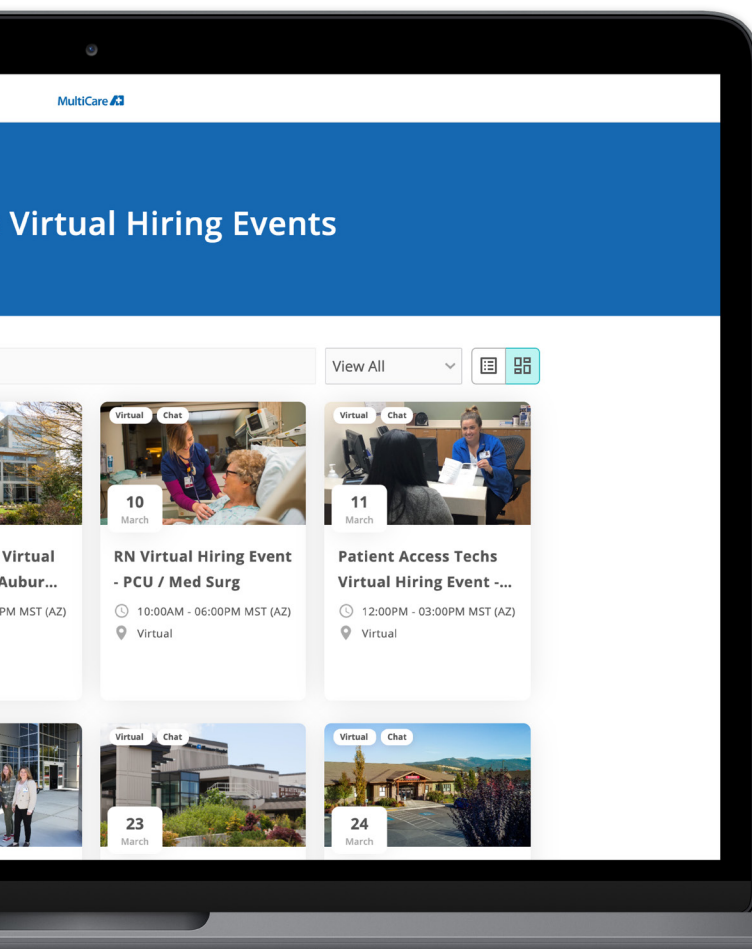 MultiCare
Virtual Hiring Events
View All
Virtual Chat
Virtual Chat
10
March
11
March
Virtual
Aubur...
PM MST (AZ)
RN Virtual Hiring Event
- PCU / Med Surg
10:00AM - 06:00PM MST (AZ)
Virtual
Patient Access Techs
Virtual Hiring Event -...
12:00PM - 03:00PM MST (AZ)
Virtual
Virtual Chat
Virtual Chat
23
March
24
March